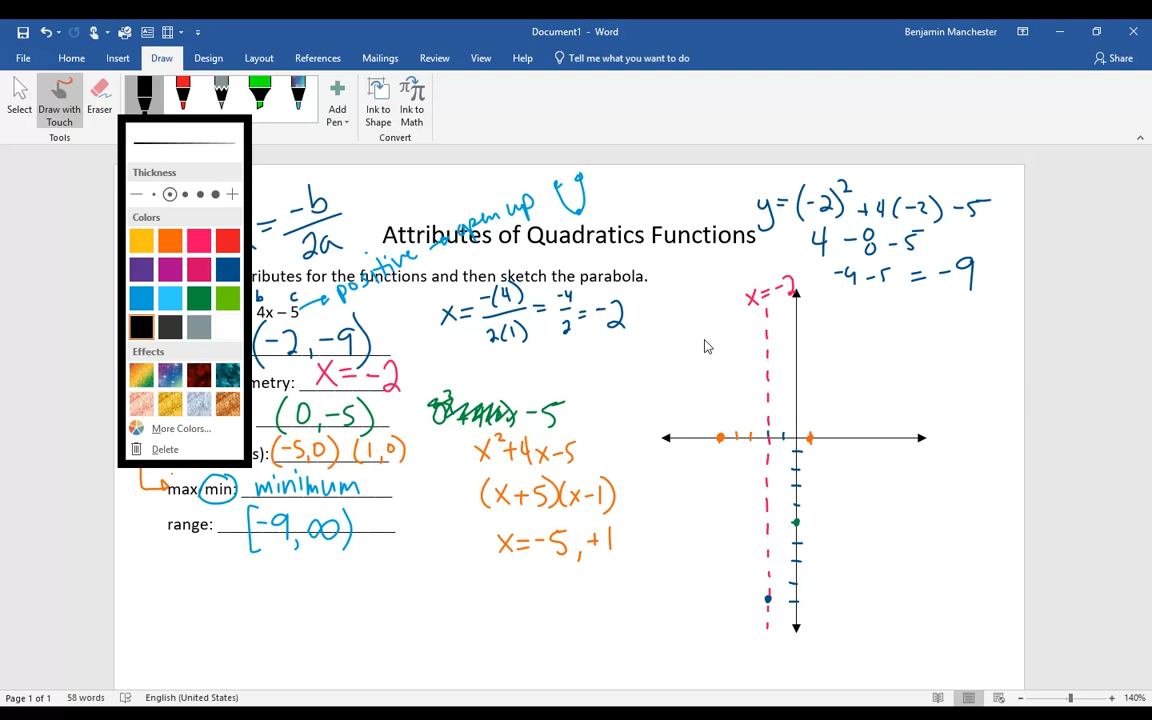 Document1 - Word
Benjamin Manchester
File Home Insert Draw Design Layout References Mailings Review View Help Tell me what you want to do Share
Select Draw with Touch Eraser Add Pen Ink to Shape Ink to Math
Tools Convert
Thickness
Colors
Effects
More Colors...
Delete
= -b/2a
open up
y = (-2)² + 4(-2) - 5
Attributes of Quadratics Functions
4 - 8 - 5
-4 - 5 = -9
tributes for the functions and then sketch the parabola.
b c
→ positive →
4x – 5
x = -(4)/2(1) = -4/2 = -2
x = -2
(-2, -9)
metry: x = -2
(0, -5)
-5
s): (-5,0) (1,0)
x² + 4x - 5
max/min: minimum
(x+5)(x-1)
range: [-9, ∞)
x = -5, +1
Page 1 of 1 58 words English (United States) 140%